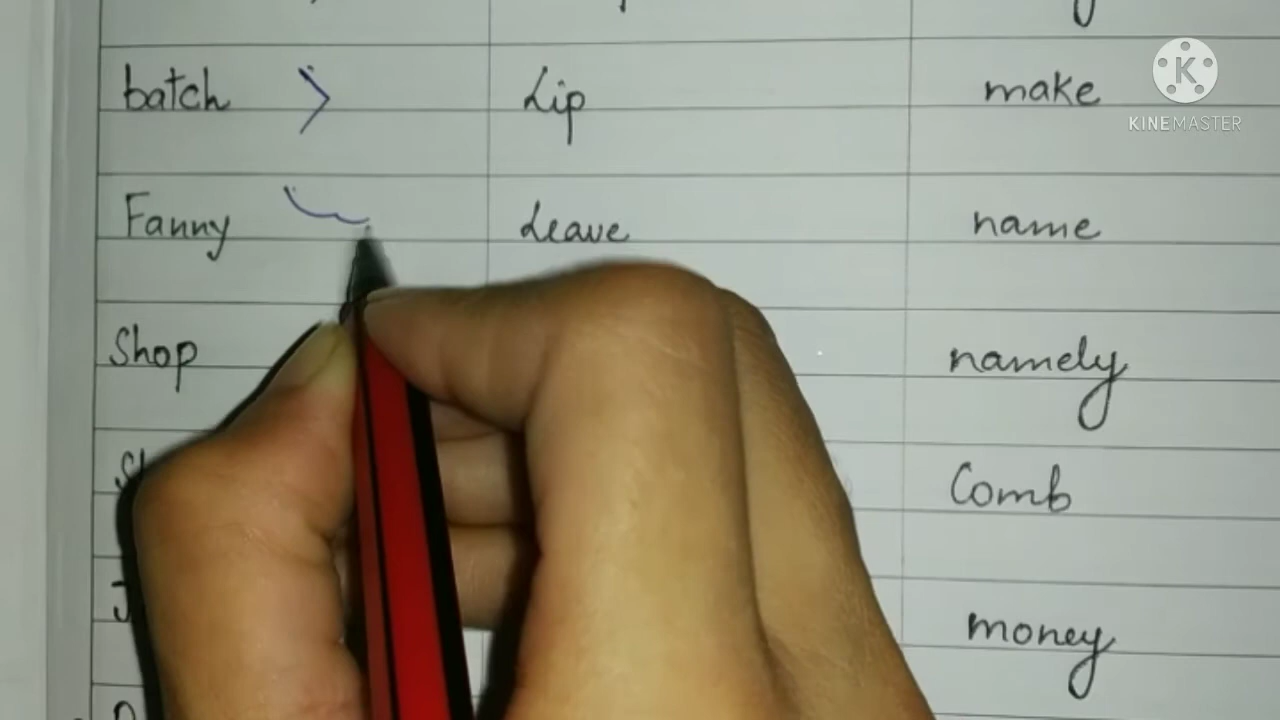 batch Lip make
Fanny Leave name
Shop namely
Comb
money
K
KINEMASTER